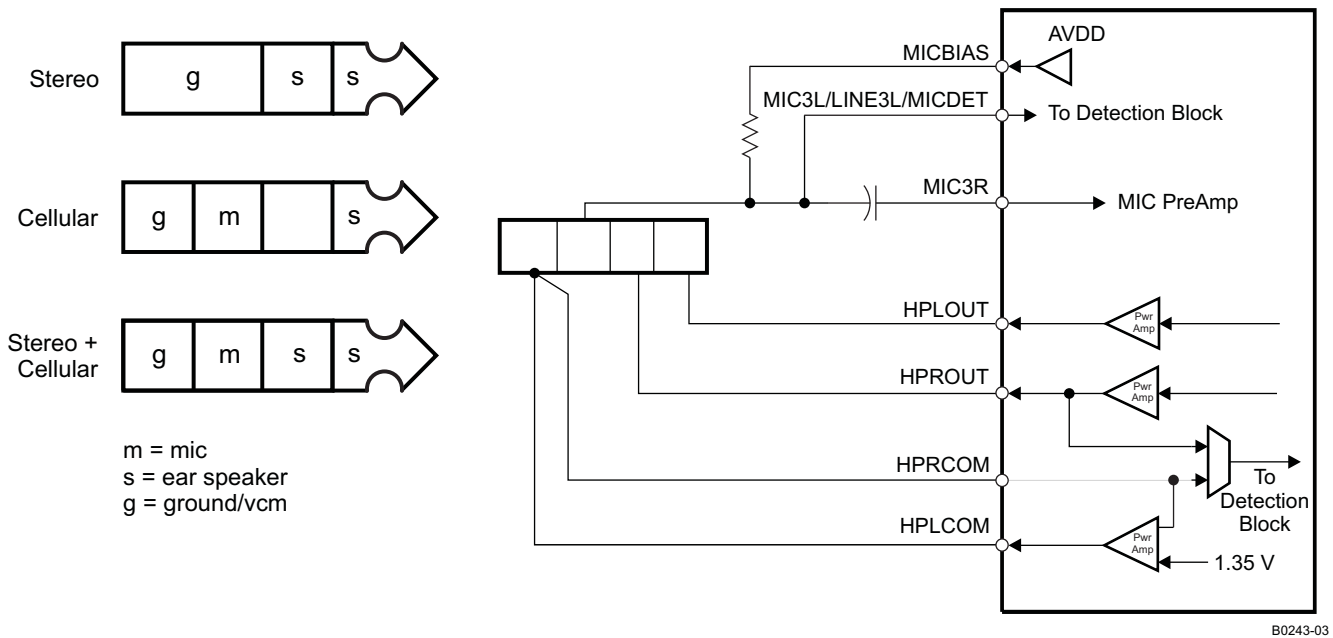 Stereo
g
s
s
Cellular
g
m
s
Stereo +
Cellular
g
m
s
s
m = mic
s = ear speaker
g = ground/vcm
AVDD
MICBIAS
MIC3L/LINE3L/MICDET
To Detection Block
MIC3R
MIC PreAmp
HPLOUT
Pwr
Amp
HPROUT
Pwr
Amp
HPRCOM
To
Detection
Block
HPLCOM
Pwr
Amp
1.35 V
B0243-03